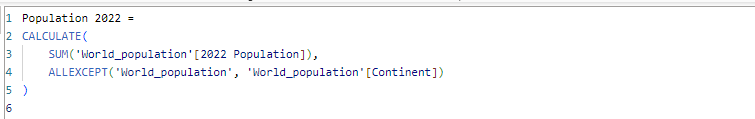 1 Population 2022 =
2 CALCULATE(
3 SUM('World_population'[2022 Population]),
4 ALLEXCEPT('World_population', 'World_population'[Continent])
5 )
6